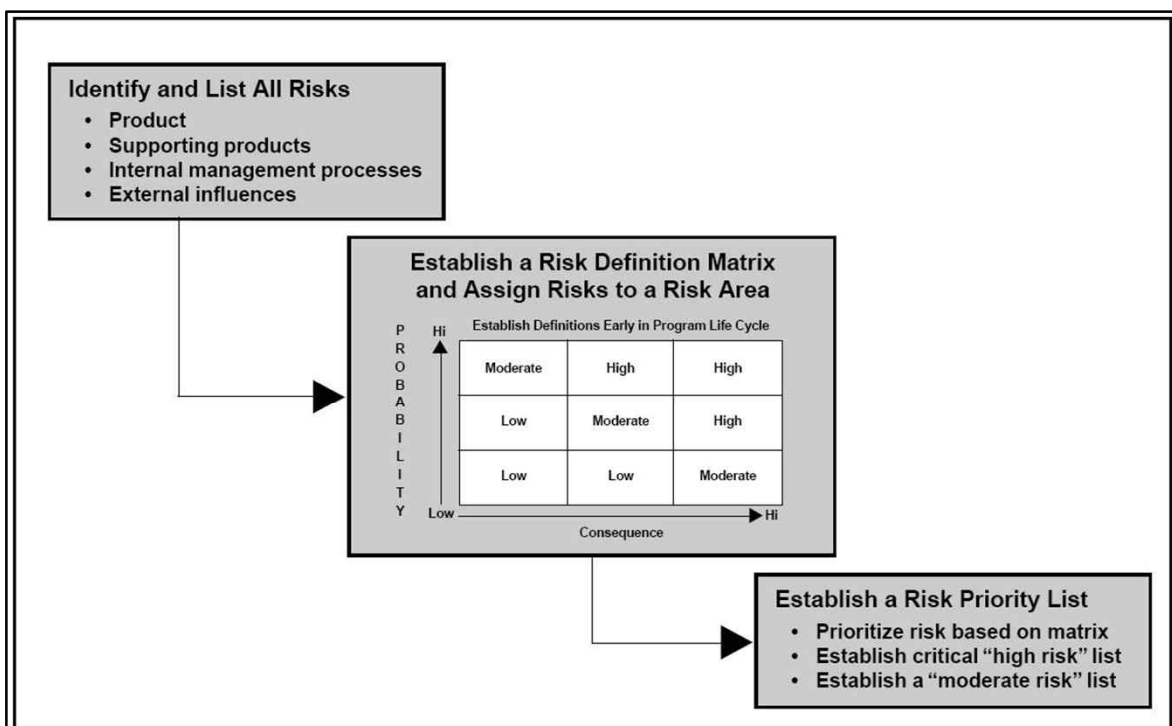 Identify and List All Risks
• Product
• Supporting products
• Internal management processes
• External influences
Establish a Risk Definition Matrix
and Assign Risks to a Risk Area
Establish Definitions Early in Program Life Cycle
PROBABILITY
Hi
Moderate High High
Low Moderate High
Low Low Moderate
Low Hi
Consequence
Establish a Risk Priority List
• Prioritize risk based on matrix
• Establish critical “high risk” list
• Establish a “moderate risk” list